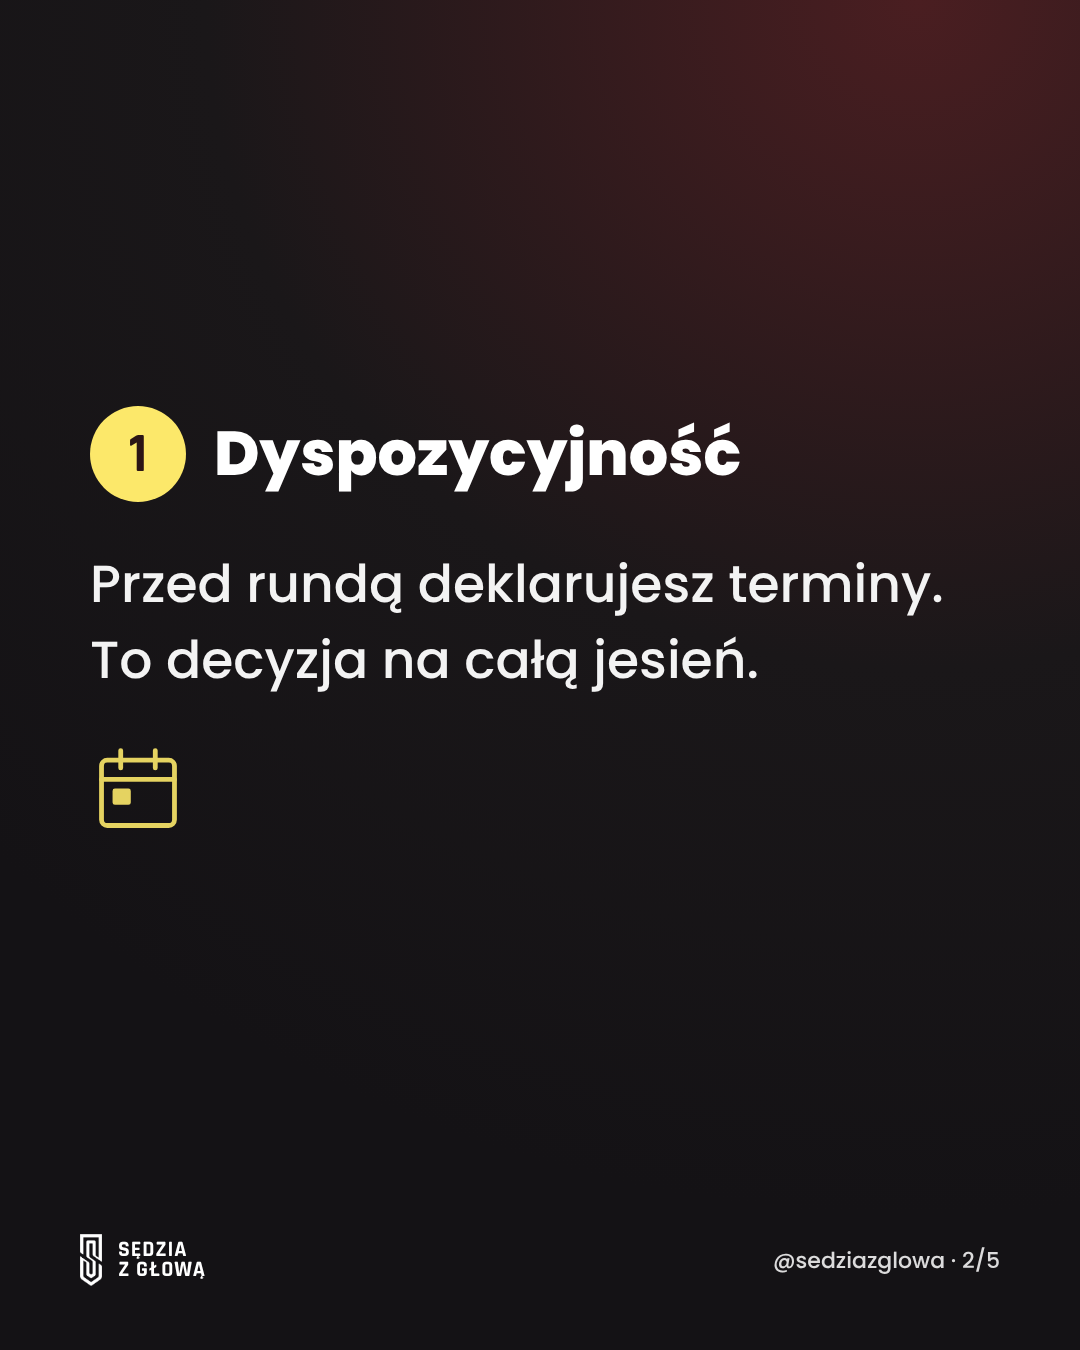 1 Dyspozycyjność
Przed rundą deklarujesz terminy.
To decyzja na całą jesień.
SĘDZIA
Z GŁOWĄ
@sedziazglowa · 2/5